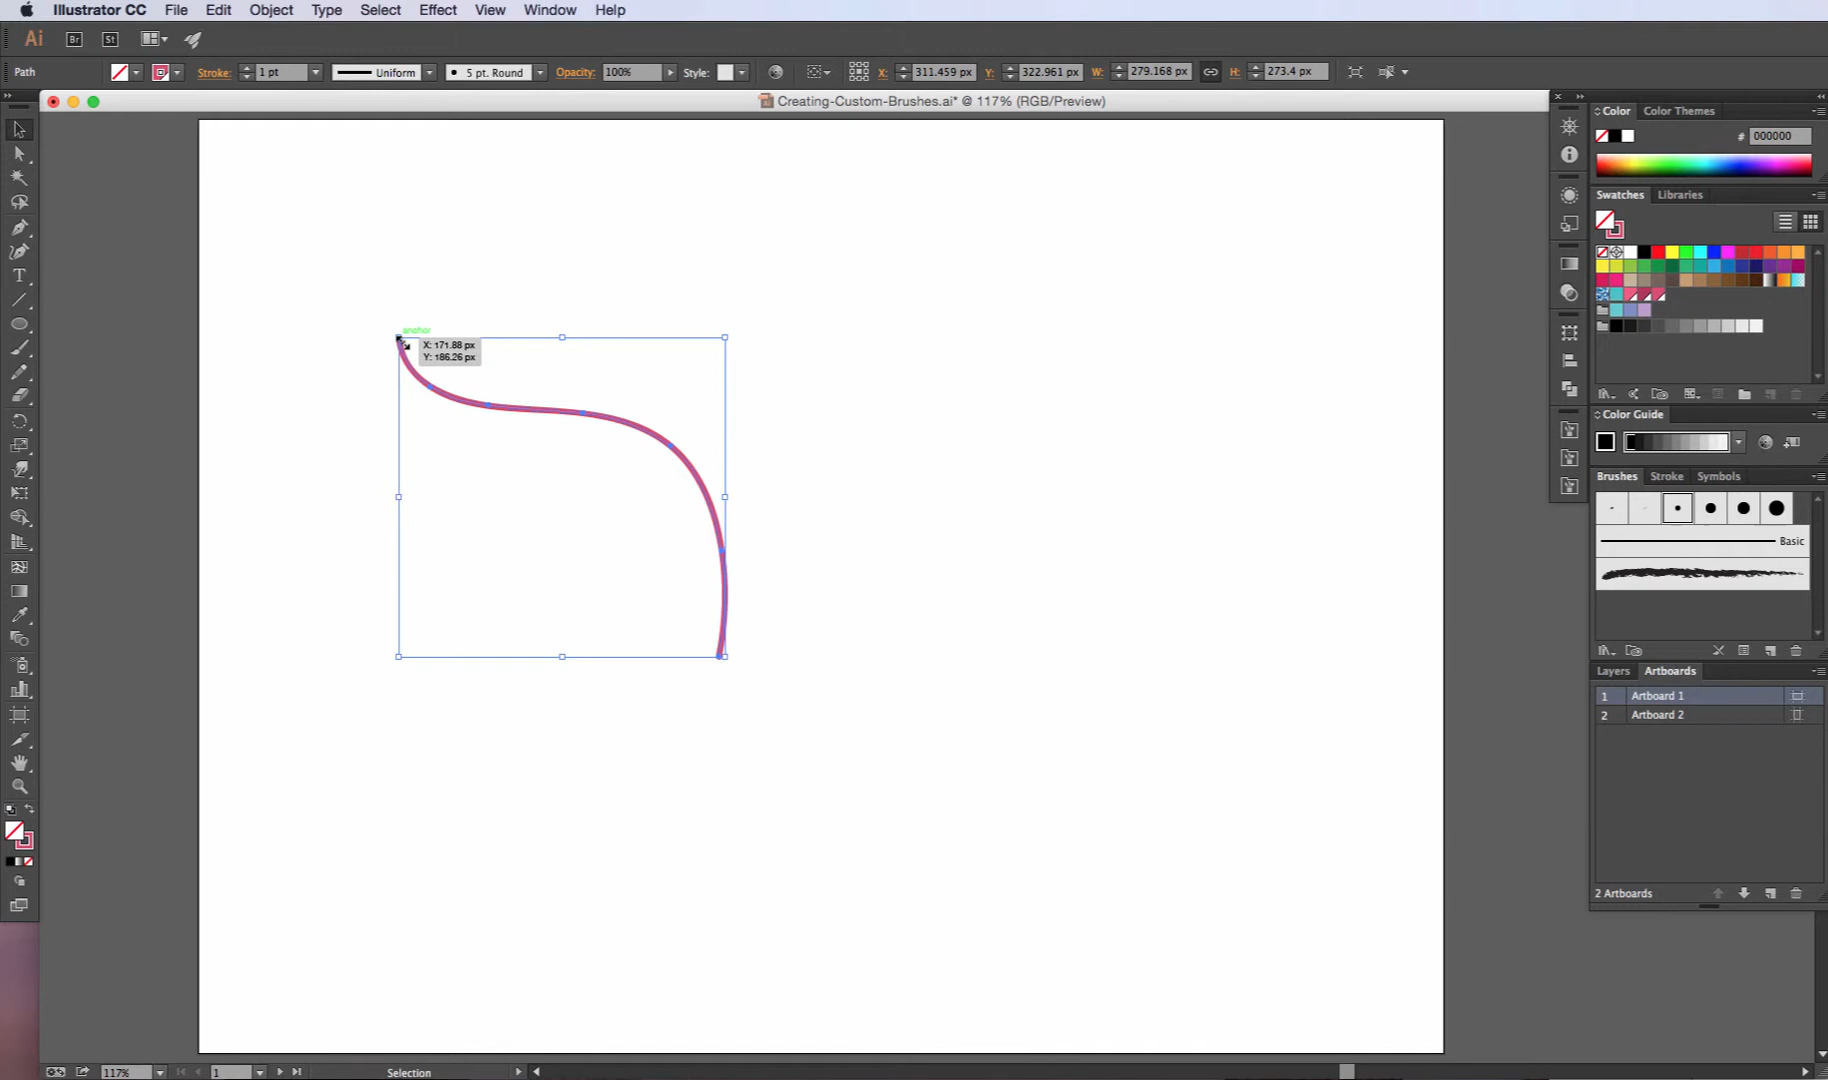 Illustrator CC File Edit Object Type Select Effect View Window Help
Ai Br St
Path Stroke: 1 pt Uniform 5 pt. Round Opacity: 100% Style: X: 311.459 px Y: 322.961 px W: 279.168 px H: 273.4 px
Creating-Custom-Brushes.ai* @ 117% (RGB/Preview)
Color Color Themes
# 000000
Swatches Libraries
anchor
X: 171.88 px
Y: 186.26 px
Color Guide
Brushes Stroke Symbols
Basic
Layers Artboards
1 Artboard 1
2 Artboard 2
2 Artboards
117% 1 Selection